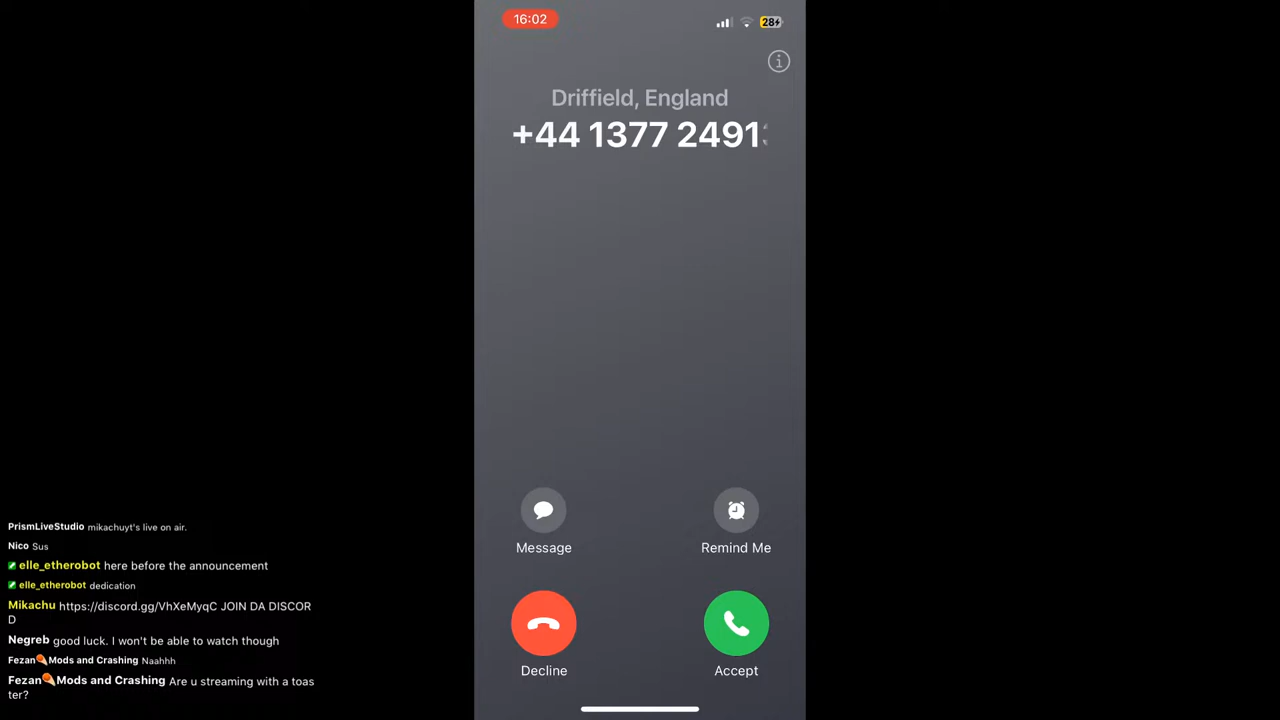 16:02
28
Driffield, England
+44 1377 2491
Message
Remind Me
Decline
Accept
PrismLiveStudio mikachuyt's live on air.
Nico Sus
elle_etherobot here before the announcement
elle_etherobot dedication
Mikachu https://discord.gg/VhXeMyqC JOIN DA DISCOR
D
Negreb good luck. I won't be able to watch though
Fezan Mods and Crashing Naahhh
Fezan Mods and Crashing Are u streaming with a toas
ter?